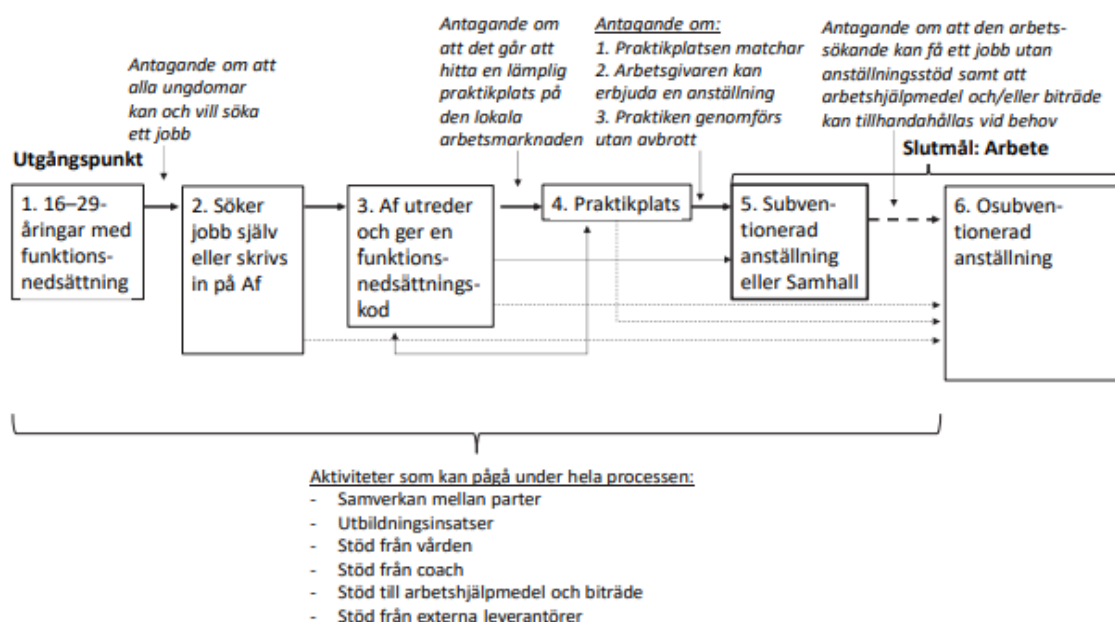 Antagande om att
alla ungdomar
kan och vill söka
ett jobb
Antagande om
att det går att
hitta en lämplig
praktikplats på
den lokala
arbetsmarknaden
Antagande om:
1. Praktikplatsen matchar
2. Arbetsgivaren kan
erbjuda en anställning
3. Praktiken genomförs
utan avbrott
Antagande om att den arbets-
sökande kan få ett jobb utan
anställningsstöd samt att
arbetshjälpmedel och/eller biträde
kan tillhandahållas vid behov
Utgångspunkt
Slutmål: Arbete
1. 16–29-
åringar med
funktions-
nedsättning
2. Söker
jobb själv
eller skrivs
in på Af
3. Af utreder
och ger en
funktions-
nedsättnings-
kod
4. Praktikplats
5. Subven-
tionerad
anställning
eller Samhall
6. Osubven-
tionerad
anställning
Aktiviteter som kan pågå under hela processen:
- Samverkan mellan parter
- Utbildningsinsatser
- Stöd från vården
- Stöd från coach
- Stöd till arbetshjälpmedel och biträde
- Stöd från externa leverantörer